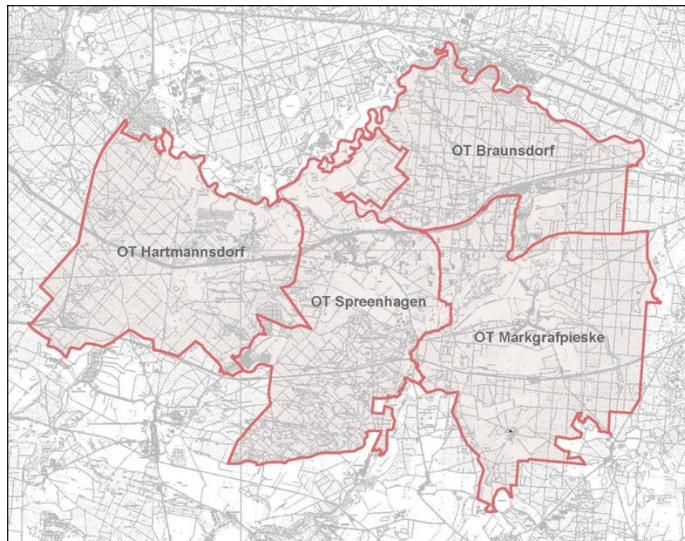 OT Braunsdorf
OT Hartmannsdorf
OT Spreenhagen
OT Markgrafpieske